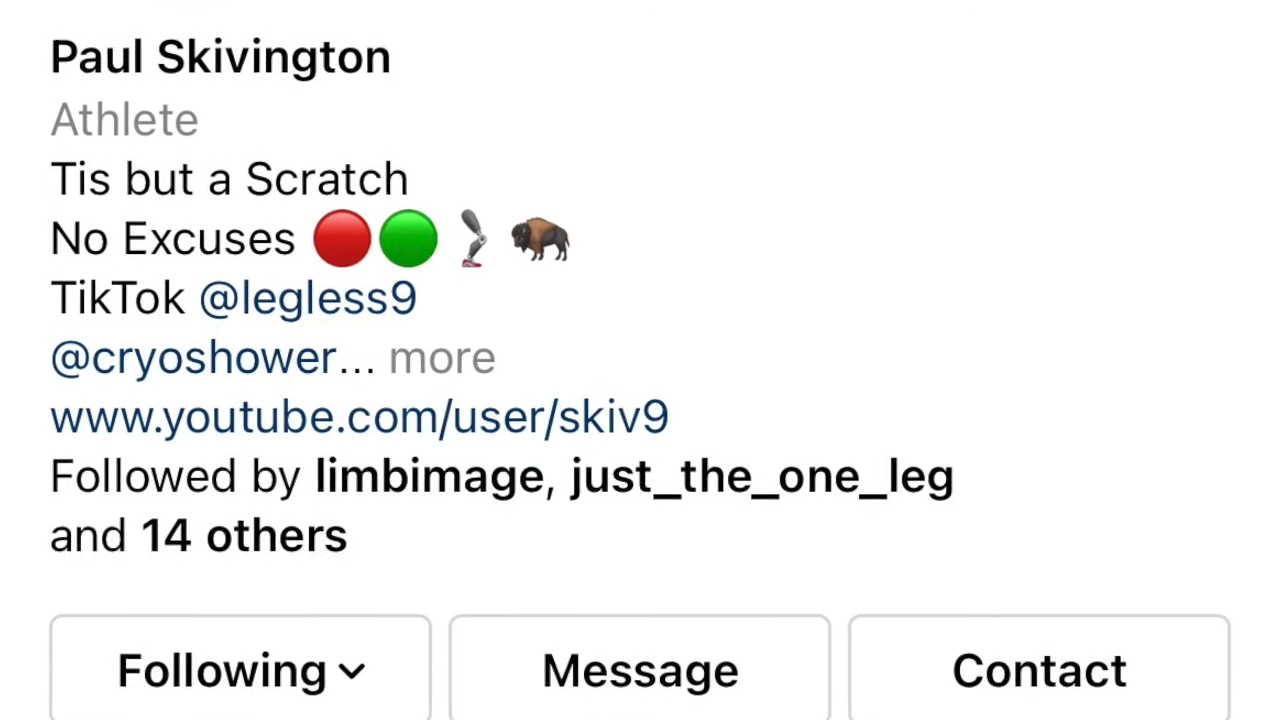 Paul Skivington
Athlete
Tis but a Scratch
No Excuses 🔴🟢🦿🦬
TikTok @legless9
@cryoshower... more
www.youtube.com/user/skiv9
Followed by limbimage, just_the_one_leg
and 14 others
Following Message Contact